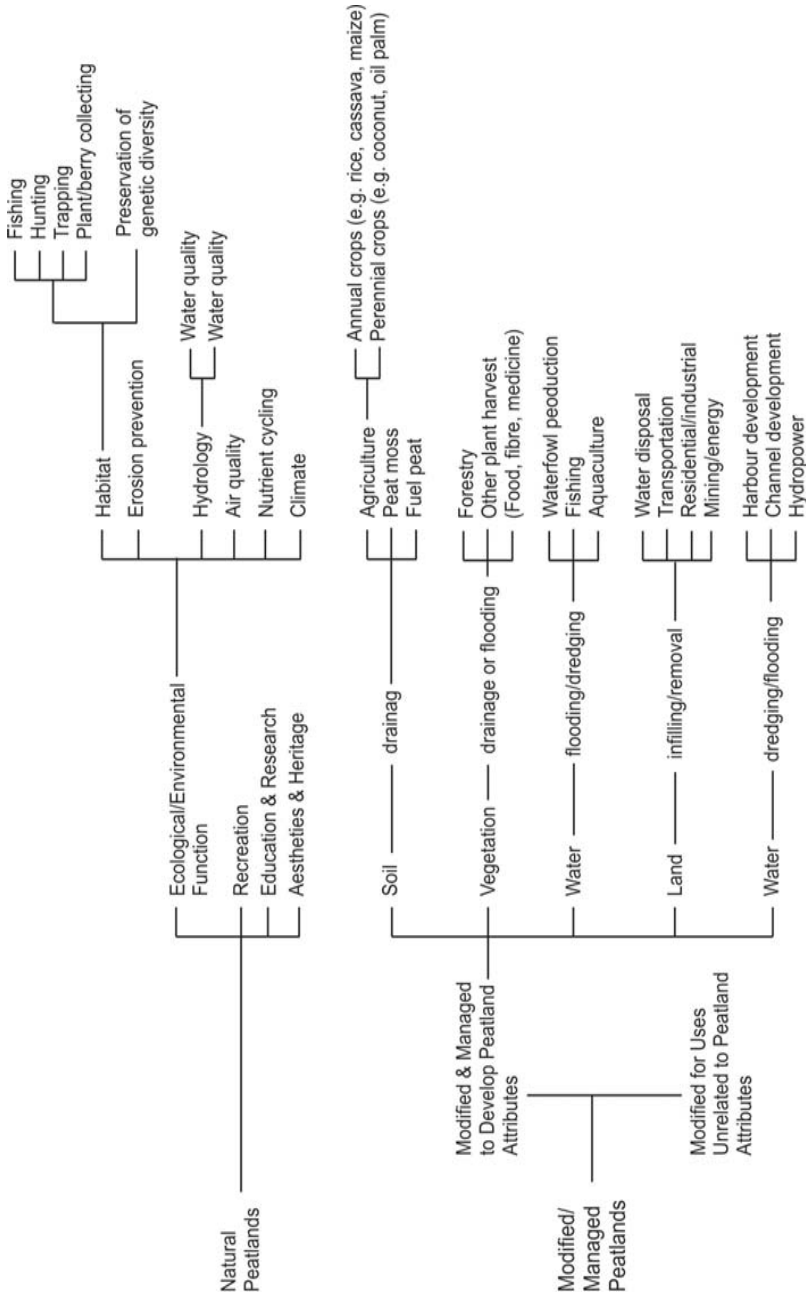 Natural
Peatlands
Ecological/Environmental
Function
Recreation
Education & Research
Aestheties & Heritage
Habitat
Erosion prevention
Hydrology
Air quality
Nutrient cycling
Climate
Fishing
Hunting
Trapping
Plant/berry collecting
Preservation of
genetic diversity
Water quality
Water quality
Modified/
Managed
Peatlands
Modified & Managed
to Develop Peatland
Attributes
Modified for Uses
Unrelated to Peatland
Attributes
Soil
drainag
Agriculture
Peat moss
Fuel peat
Annual crops (e.g. rice, cassava, maize)
Perennial crops (e.g. coconut, oil palm)
Vegetation
drainage or flooding
Forestry
Other plant harvest
(Food, fibre, medicine)
Water
flooding/dredging
Waterfowl peoduction
Fishing
Aquaculture
Land
infilling/removal
Water disposal
Transportation
Residential/industrial
Mining/energy
Water
dredging/flooding
Harbour development
Channel development
Hydropower